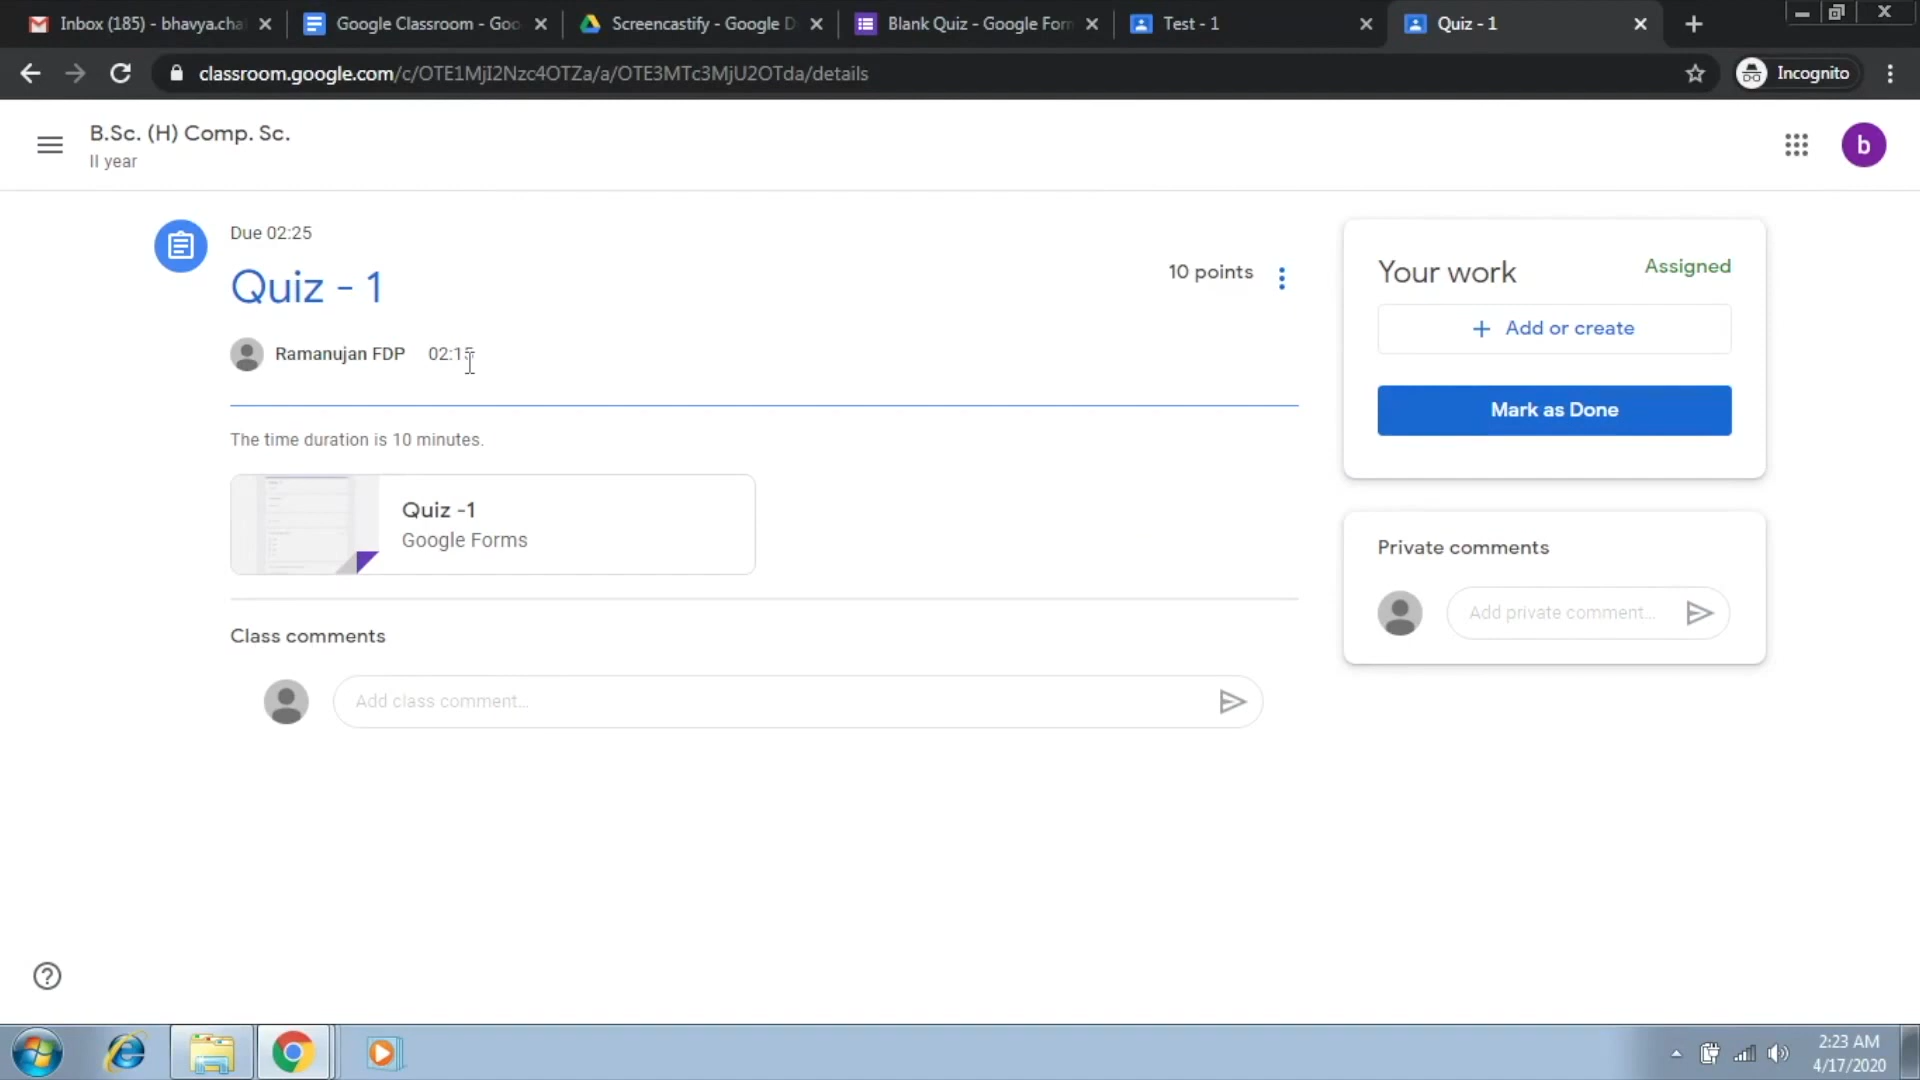 Inbox (185) - bhavya.cha
Google Classroom - Goo
Screencastify - Google D
Blank Quiz - Google Form
Test - 1
Quiz - 1
classroom.google.com/c/OTE1MjI2Nzc4OTZa/a/OTE3MTc3MjU2OTda/details
Incognito
B.Sc. (H) Comp. Sc.
II year
b
Due 02:25
Quiz - 1
10 points
Ramanujan FDP 02:15
The time duration is 10 minutes.
Quiz -1
Google Forms
Class comments
Add class comment...
Your work
Assigned
+ Add or create
Mark as Done
Private comments
Add private comment...
2:23 AM
4/17/2020